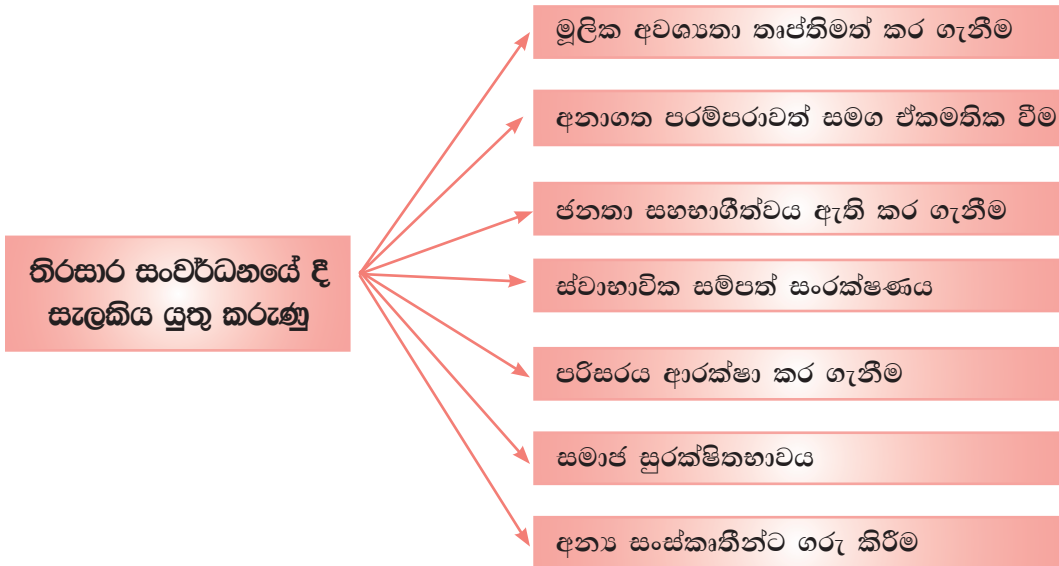 මූලික අවශ්‍යතා තෘප්තිමත් කර ගැනීම
අනාගත පරම්පරාවත් සමග ඒකමතික වීම
ජනතා සහභාගීත්වය ඇති කර ගැනීම
තිරසාර සංවර්ධනයේ දී
සැලකිය යුතු කරුණු
ස්වාභාවික සම්පත් සංරක්ෂණය
පරිසරය ආරක්ෂා කර ගැනීම
සමාජ සුරක්ෂිතභාවය
අන්‍ය සංස්කෘතීන්ට ගරු කිරීම